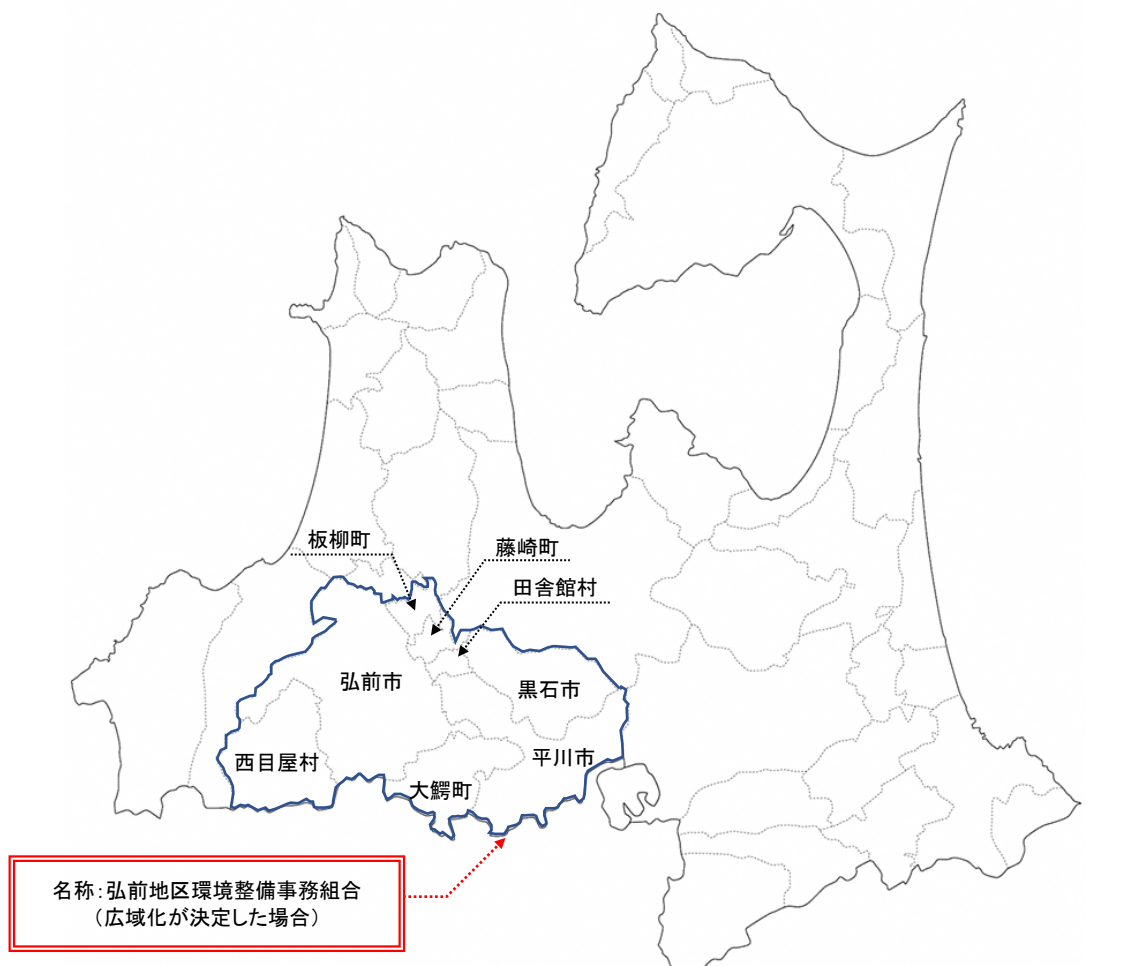 板柳町
藤崎町
田舎館村
弘前市
黒石市
西目屋村
平川市
大鰐町
名称：弘前地区環境整備事務組合
（広域化が決定した場合）